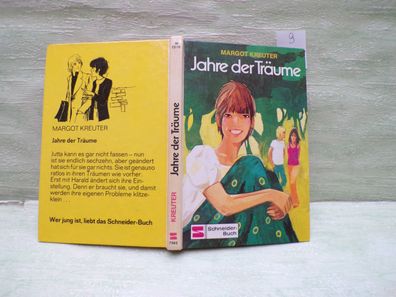 MARGOT KREUTER
Jahre der Träume
Jutta kann es gar nicht fassen – nun
ist sie endlich sechzehn, aber geändert
hat sich für sie gar nichts. Sie ist genauso
ratlos in ihren Träumen wie vorher.
Erst mit Harald ändert sich ihre Ein-
stellung. Denn er braucht sie, und damit
werden ihre eigenen Probleme klitze-
klein . . .
Wer jung ist, liebt das Schneider-Buch
Jahre der Träume
KREUTER
MARGOT KREUTER
Jahre der Träume
Schneider-
Buch
9